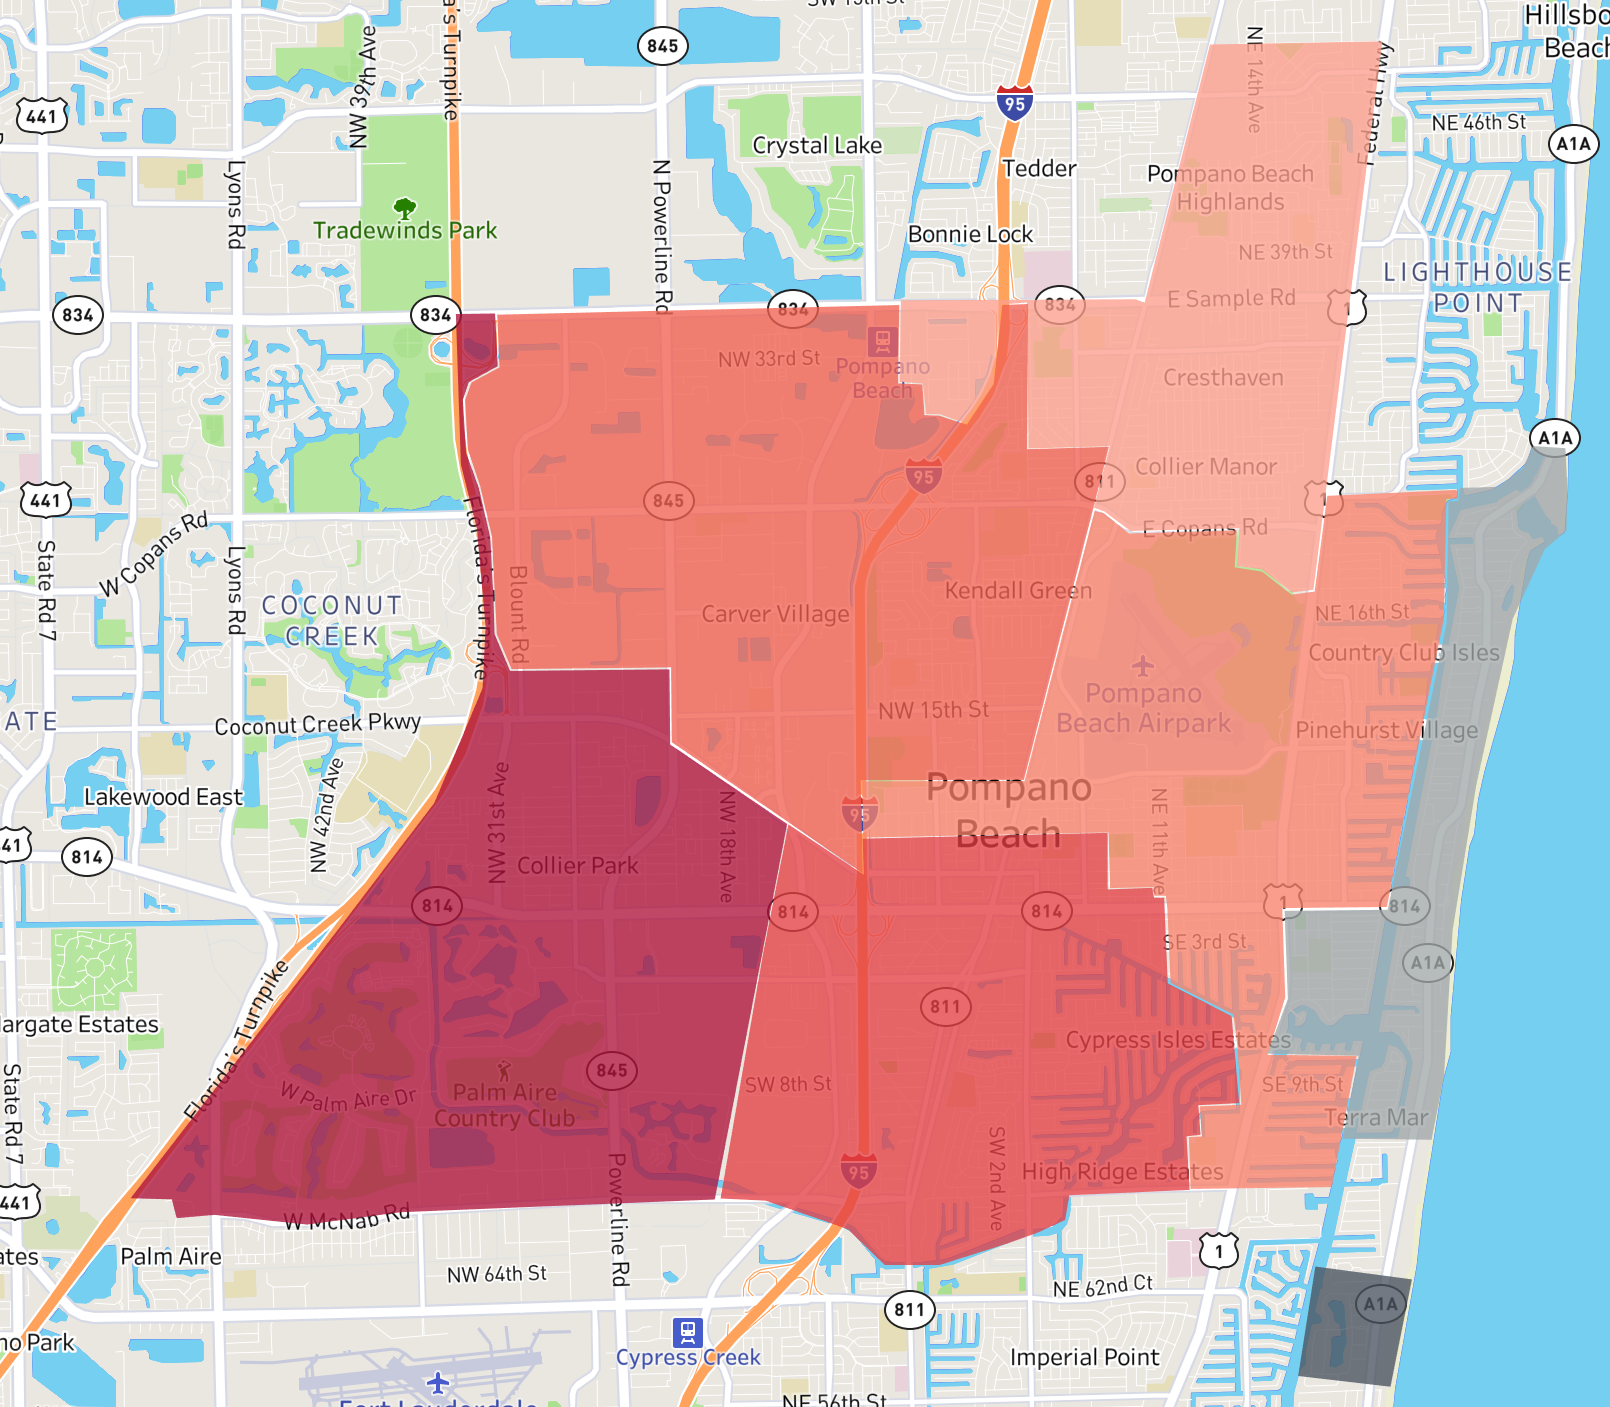 SW 15th St
Hillsbo
Beach
a's Turnpike
NW 39th Ave
845
441
95
NE 14th Ave
Federal Hwy
NE 46th St
A1A
Crystal Lake
Tedder
Lyons Rd
N Powerline Rd
Pompano Beach
Highlands
Tradewinds Park
Bonnie Lock
NE 39th St
LIGHTHOUSE
POINT
834
834
834
834
E Sample Rd
1
NW 33rd St
Pompano
Beach
Cresthaven
A1A
441
845
95
811
Collier Manor
1
W Copans Rd
E Copans Rd
Florida's Turnpike
State Rd 7
Lyons Rd
Blount Rd
COCONUT
CREEK
Carver Village
Kendall Green
NE 16th St
Country Club Isles
Pompano
Beach Airpark
ATE
Coconut Creek Pkwy
NW 15th St
Pinehurst Village
Lakewood East
NW 42nd Ave
NW 31st Ave
NW 18th Ave
95
Pompano
Beach
NE 11th Ave
41
814
Collier Park
814
814
814
1
814
SE 3rd St
A1A
Florida's Turnpike
Margate Estates
811
Cypress Isles Estates
State Rd 7
W Palm Aire Dr
Palm Aire
Country Club
845
SW 8th St
SE 9th St
Terra Mar
SW 2nd Ave
95
High Ridge Estates
441
Powerline Rd
W McNab Rd
ates
Palm Aire
NW 64th St
1
NE 62nd Ct
811
A1A
no Park
Cypress Creek
Imperial Point
NE 56th St
Fort Lauderdale